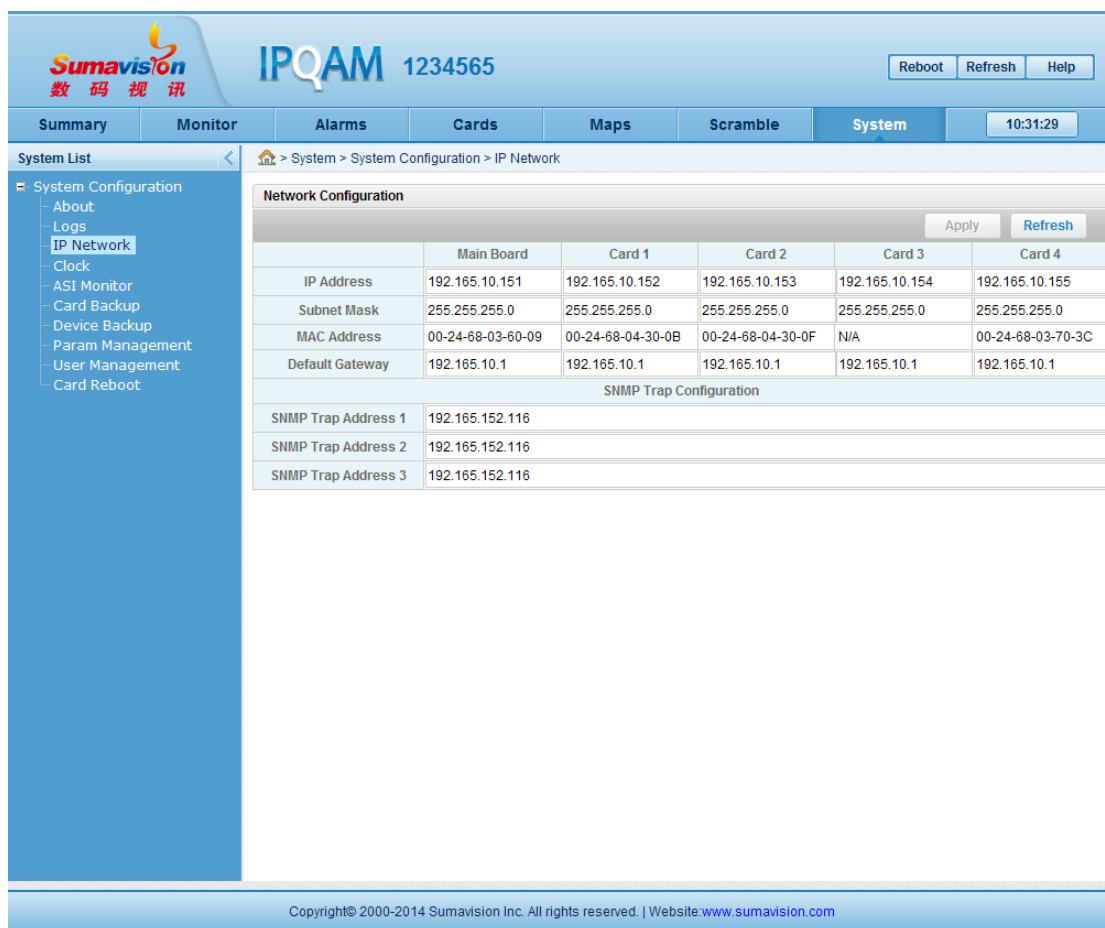 Sumavision
数 码 视 讯
IPQAM 1234565
Reboot Refresh Help
Summary Monitor Alarms Cards Maps Scramble System 10:31:29
System List
> System > System Configuration > IP Network
System Configuration
About
Logs
IP Network
Clock
ASI Monitor
Card Backup
Device Backup
Param Management
User Management
Card Reboot
Network Configuration
Apply Refresh
Main Board Card 1 Card 2 Card 3 Card 4
IP Address 192.165.10.151 192.165.10.152 192.165.10.153 192.165.10.154 192.165.10.155
Subnet Mask 255.255.255.0 255.255.255.0 255.255.255.0 255.255.255.0 255.255.255.0
MAC Address 00-24-68-03-60-09 00-24-68-04-30-0B 00-24-68-04-30-0F N/A 00-24-68-03-70-3C
Default Gateway 192.165.10.1 192.165.10.1 192.165.10.1 192.165.10.1 192.165.10.1
SNMP Trap Configuration
SNMP Trap Address 1 192.165.152.116
SNMP Trap Address 2 192.165.152.116
SNMP Trap Address 3 192.165.152.116
Copyright© 2000-2014 Sumavision Inc. All rights reserved. | Website:www.sumavision.com